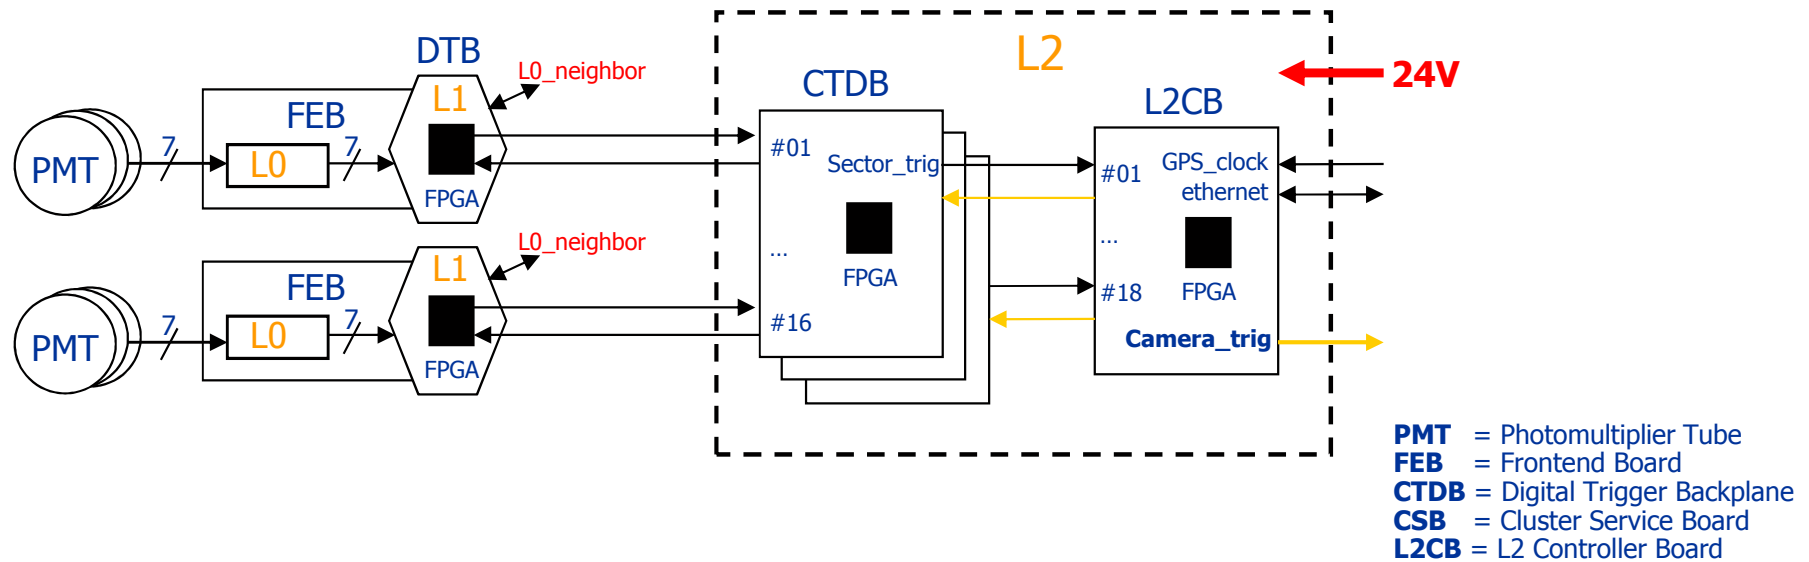 DTB
L0_neighbor
L1
FEB
7
7
PMT
L0
FPGA
L0_neighbor
L1
FEB
7
7
PMT
L0
FPGA
L2
24V
CTDB
#01
Sector_trig
...
FPGA
#16
L2CB
GPS_clock
#01
ethernet
...
#18
FPGA
Camera_trig
PMT = Photomultiplier Tube
FEB = Frontend Board
CTDB = Digital Trigger Backplane
CSB = Cluster Service Board
L2CB = L2 Controller Board